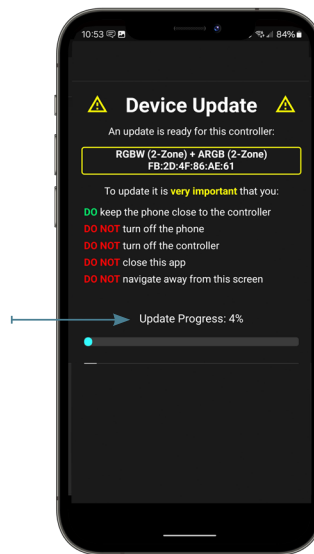 10:53
84%
Device Update
An update is ready for this controller:
RGBW (2-Zone) + ARGB (2-Zone)
FB:2D:4F:86:AE:61
To update it is very important that you:
DO keep the phone close to the controller
DO NOT turn off the phone
DO NOT turn off the controller
DO NOT close this app
DO NOT navigate away from this screen
Update Progress: 4%